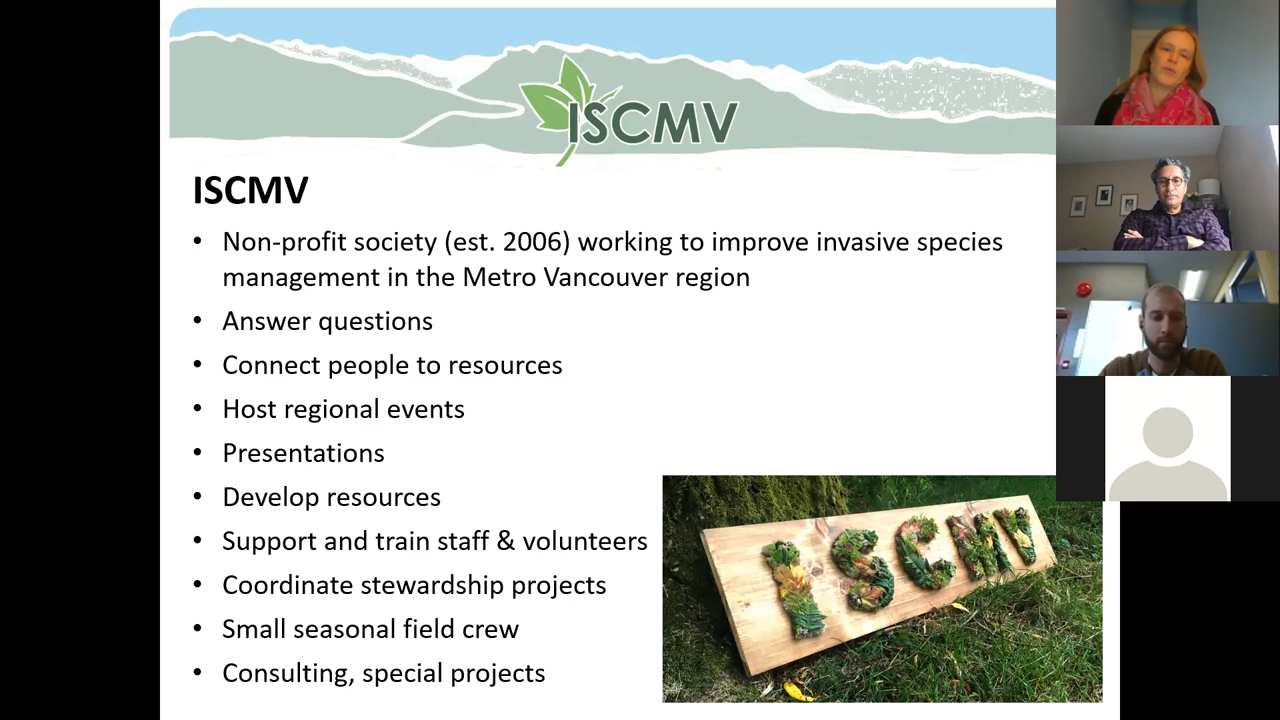 ISCMV
ISCMV
• Non-profit society (est. 2006) working to improve invasive species
management in the Metro Vancouver region
• Answer questions
• Connect people to resources
• Host regional events
• Presentations
• Develop resources
• Support and train staff & volunteers
• Coordinate stewardship projects
• Small seasonal field crew
• Consulting, special projects
ISCMV